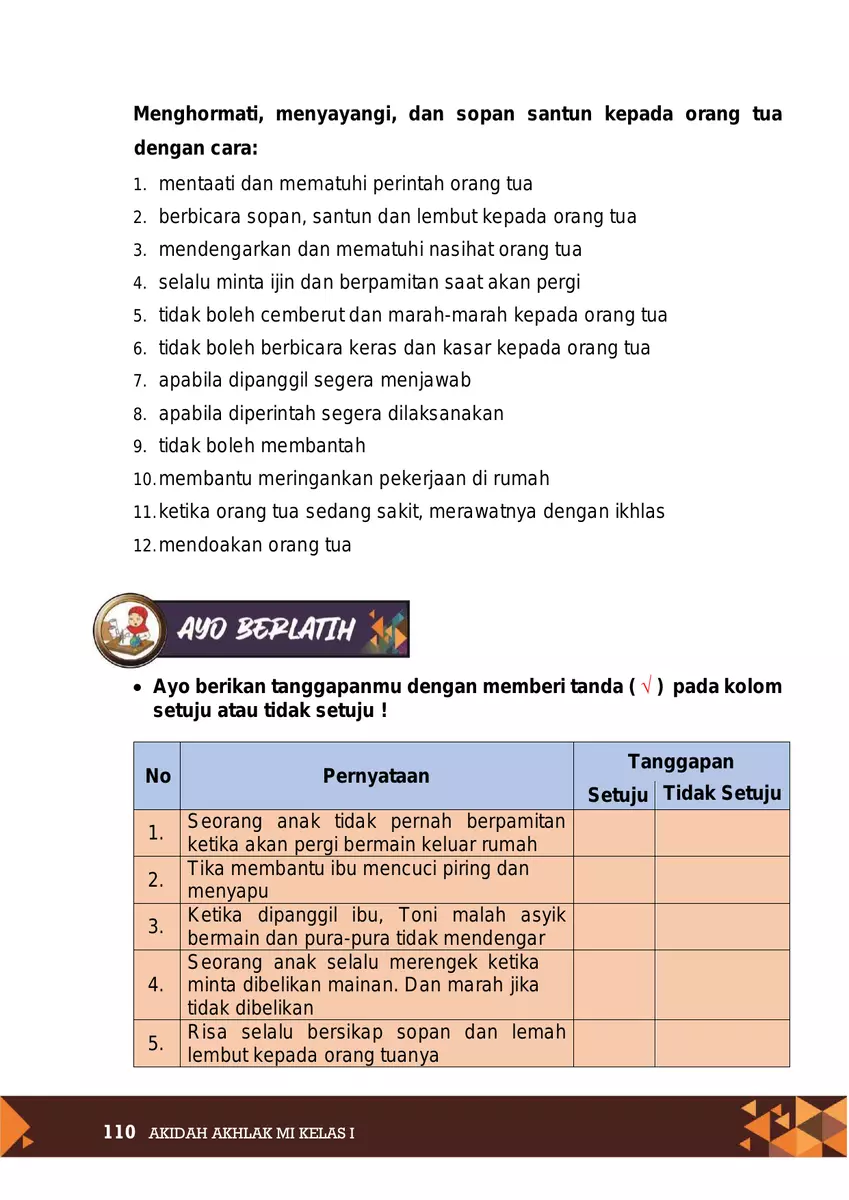 Menghormati, menyayangi, dan sopan santun kepada orang tua
dengan cara:
1. mentaati dan mematuhi perintah orang tua
2. berbicara sopan, santun dan lembut kepada orang tua
3. mendengarkan dan mematuhi nasihat orang tua
4. selalu minta ijin dan berpamitan saat akan pergi
5. tidak boleh cemberut dan marah-marah kepada orang tua
6. tidak boleh berbicara keras dan kasar kepada orang tua
7. apabila dipanggil segera menjawab
8. apabila diperintah segera dilaksanakan
9. tidak boleh membantah
10. membantu meringankan pekerjaan di rumah
11. ketika orang tua sedang sakit, merawatnya dengan ikhlas
12. mendoakan orang tua
AYO BERLATIH
• Ayo berikan tanggapanmu dengan memberi tanda ( √ ) pada kolom
setuju atau tidak setuju !
No Pernyataan Tanggapan
Setuju Tidak Setuju
1. Seorang anak tidak pernah berpamitan
ketika akan pergi bermain keluar rumah
2. Tika membantu ibu mencuci piring dan
menyapu
3. Ketika dipanggil ibu, Toni malah asyik
bermain dan pura-pura tidak mendengar
4. Seorang anak selalu merengek ketika
minta dibelikan mainan. Dan marah jika
tidak dibelikan
5. Risa selalu bersikap sopan dan lemah
lembut kepada orang tuanya
110 AKIDAH AKHLAK MI KELAS I